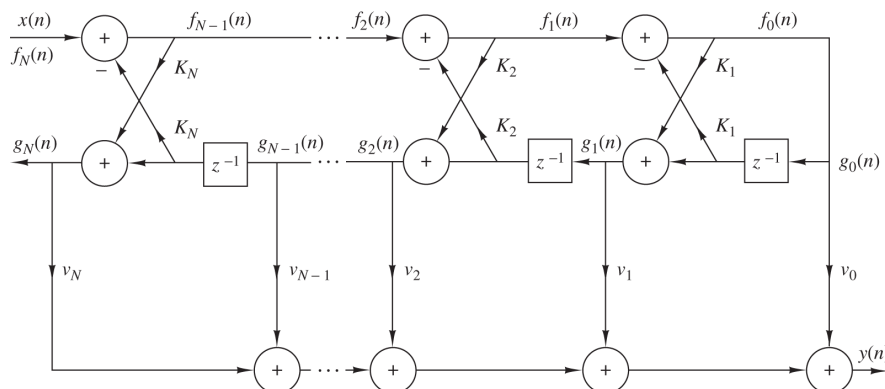 x(n) f_{N−1}(n) ··· f_2(n) f_1(n) f_0(n)
+ + +
f_N(n) − K_N − K_2 − K_1
K_N K_2 K_1
g_N(n) g_{N−1}(n) ··· g_2(n) g_1(n) g_0(n)
+ z^{−1} + z^{−1} + z^{−1}
v_N v_{N−1} v_2 v_1 v_0
+ ··· + + + y(n